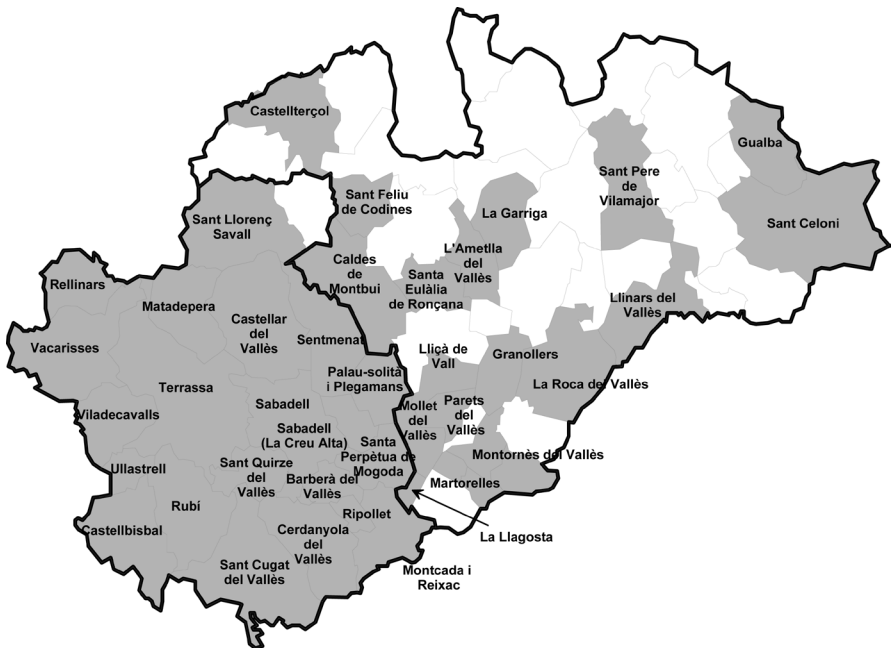 Castellterçol
Gualba
Sant Pere
de
Vilamajor
Sant Feliu
de Codines
La Garriga
Sant Llorenç
Savall
Sant Celoni
L'Ametlla
del
Vallès
Caldes
de
Montbui
Santa
Eulàlia
de Ronçana
Rellinars
Matadepera
Llinars del
Vallès
Castellar
del
Vallès
Sentmenat
Vacarisses
Lliçà de
Vall
Granollers
Palau-solità
i Plegamans
La Roca del Vallès
Terrassa
Sabadell
Viladecavalls
Mollet
del
Vallès
Parets
del
Vallès
Sabadell
(La Creu Alta)
Santa
Perpètua de
Mogoda
Montornès del Vallès
Ullastrell
Sant Quirze
del
Vallès
Barberà del
Vallès
Martorelles
Rubí
Ripollet
Castellbisbal
Cerdanyola
del
Vallès
La Llagosta
Sant Cugat
del Vallès
Montcada i
Reixac